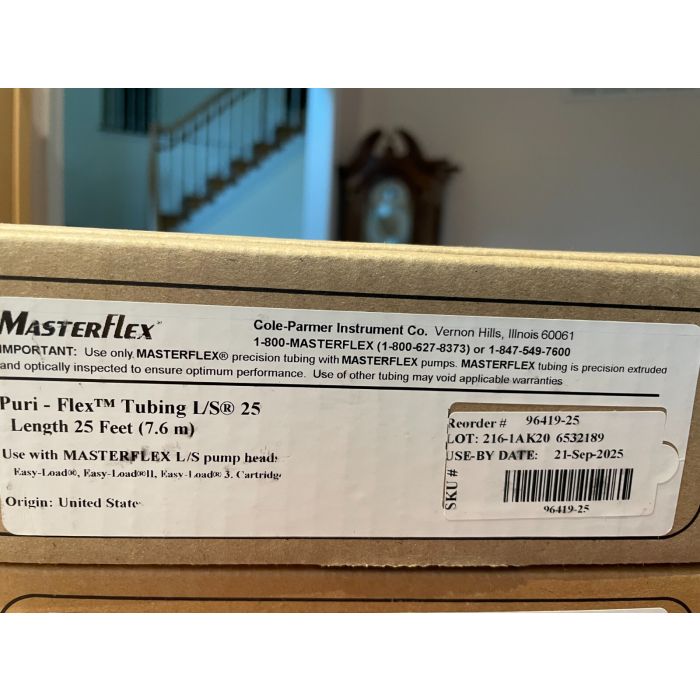 MASTERFLEX
Cole-Parmer Instrument Co. Vernon Hills, Illinois 60061
1-800-MASTERFLEX (1-800-627-8373) or 1-847-549-7600
IMPORTANT: Use only MASTERFLEX® precision tubing with MASTERFLEX pumps. MASTERFLEX tubing is precision extruded
and optically inspected to ensure optimum performance. Use of other tubing may void applicable warranties
Puri - Flex™ Tubing L/S® 25
Length 25 Feet (7.6 m)
Use with MASTERFLEX L/S pump heads
Easy-Load®, Easy-Load®II, Easy-Load® 3, Cartridge
Origin: United State
Reorder # 96419-25
LOT: 216-1AK20 6532189
USE-BY DATE: 21-Sep-2025
SKU #
96419-25